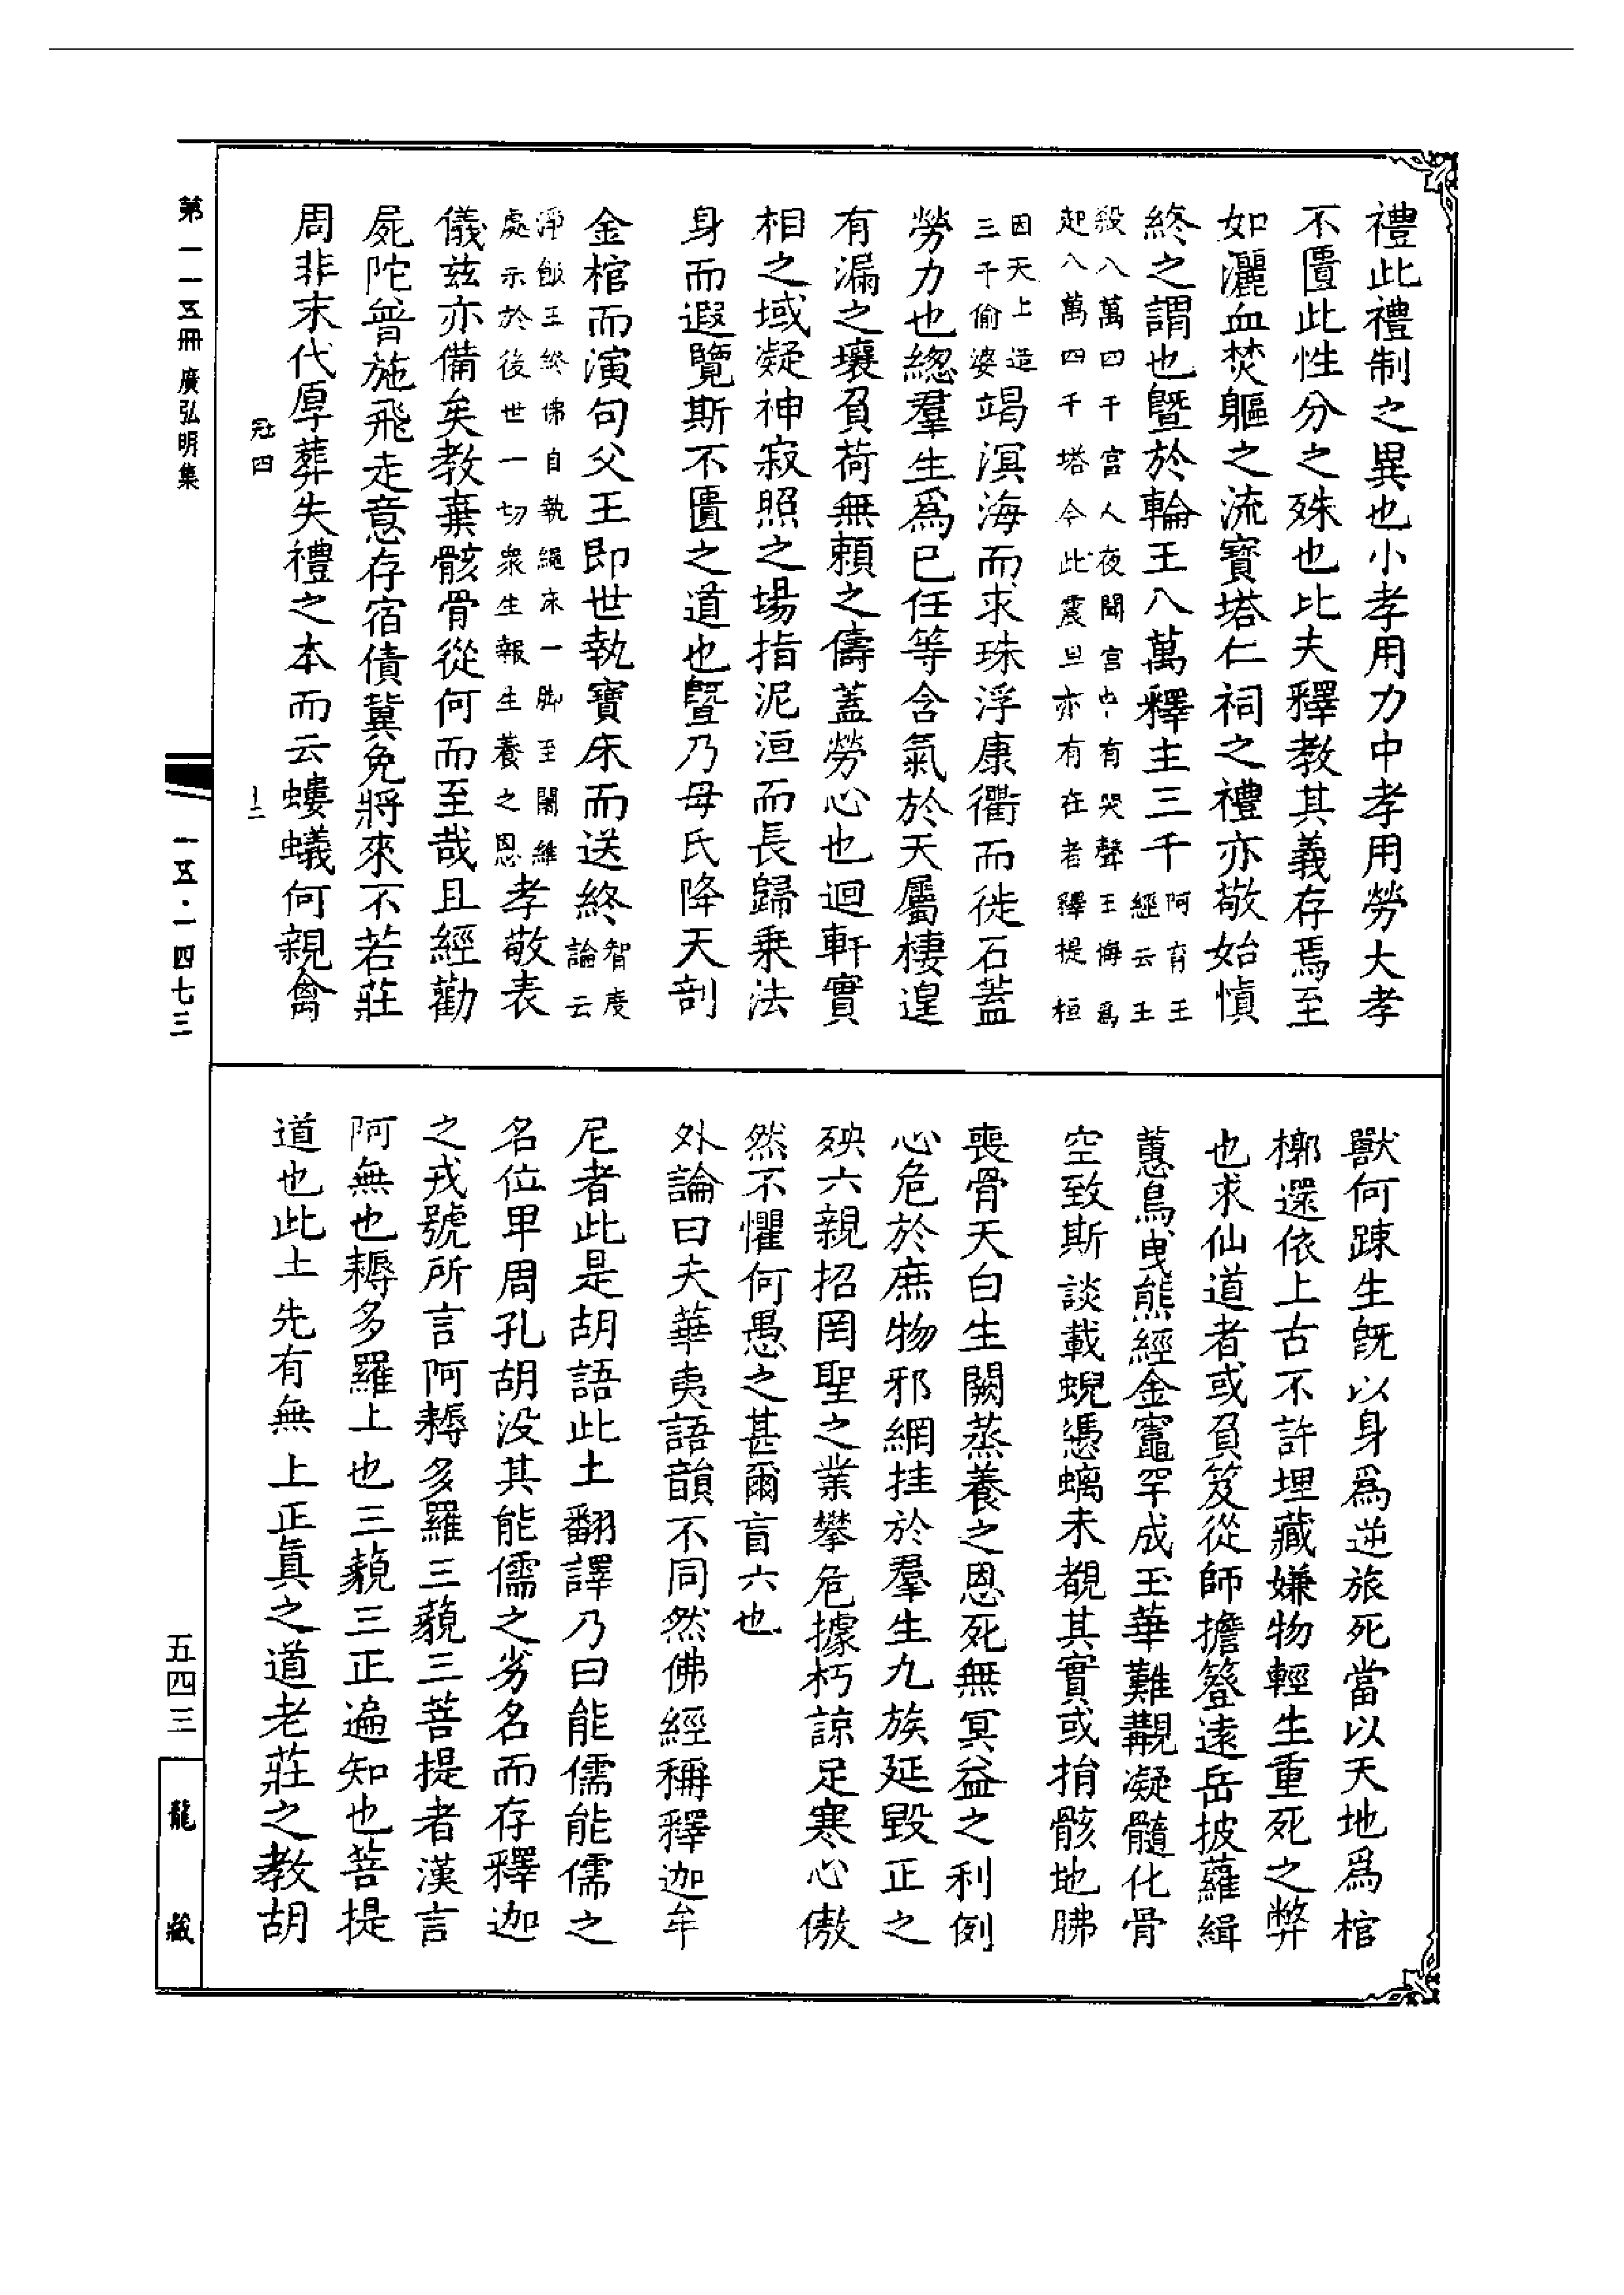 禮此禮制之異也小孝用力中孝用勞大孝
不匱此性分之殊也比夫釋教其義存焉至
如灑血焚軀之流寳塔仁祠之禮亦敬始慎
終之謂也暨於輪王八萬釋主三千阿育王經云王
殺八萬四千宮人夜聞宮中有哭聲王悔爲
起八萬四千塔今此震旦亦有在者釋提桓
因天上造三千偷婆竭溟海而求珠淨康衢而徙石蓋
勞力也緫羣生爲已任等含氣於天屬棲遑
有漏之壤負荷無賴之儔蓋勞心也迴軒實
相之域凝神寂照之場指泥洹而長歸乗法
身而遐覽斯不匱之道也暨乃母氏降天剖
金棺而演句父王即世執寶床而送終智度論云
淨飯王終佛自執繩床一脚至闍維
處示於後世一切衆生報生養之恩孝敬表
儀兹亦備矣教棄骸骨從何而至哉且經勸
屍陀普施飛走意存宿債冀免將來不若莊
周非末代厚葬失禮之本而云螻蟻何親禽
冠四
十二
獸何踈生旣以身爲逆旅死當以天地爲棺
槨還依上古不許埋藏嫌物輕生重死之弊
也求仙道者或負笈從師擔簦遠岳披蘿緝
蕙鳥曳熊經金竈罕成玉華難覯凝髓化骨
空致斯談載蜺憑螭未覩其實或捐骸地胏
喪骨天白生闕蒸養之恩死無冥益之利例
心危於庶物邪網挂於羣生九族延毀正之
殃六親招罔聖之業攀危據朽諒足寒心傲
然不懼何愚之甚爾盲六也
外論曰夫華夷語韻不同然佛經稱釋迦牟
尼者此是胡語此土翻譯乃曰能儒能儒之
名位卑周孔胡没其能儒之劣名而存釋迦
之戎號所言阿耨多羅三藐三菩提者漢言
阿無也耨多羅上也三藐三正遍知也菩提
道也此土先有無上正眞之道老莊之教胡
第一一五冊 廣弘明集
一五·一四七三
五四三
龍藏